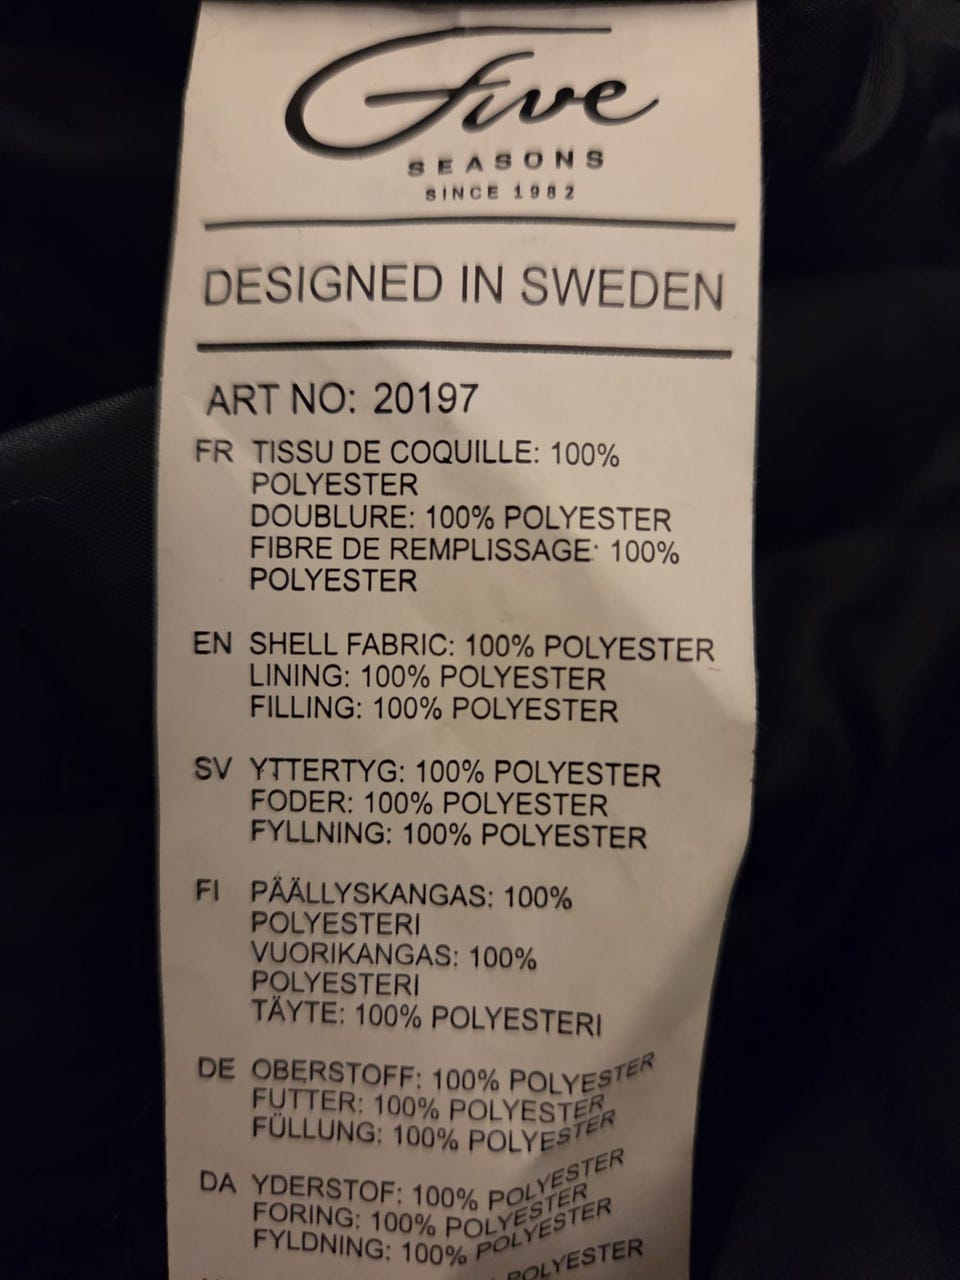 Five
SEASONS
SINCE 1982
DESIGNED IN SWEDEN
ART NO: 20197
FR TISSU DE COQUILLE: 100%
POLYESTER
DOUBLURE: 100% POLYESTER
FIBRE DE REMPLISSAGE: 100%
POLYESTER
EN SHELL FABRIC: 100% POLYESTER
LINING: 100% POLYESTER
FILLING: 100% POLYESTER
SV YTTERTYG: 100% POLYESTER
FODER: 100% POLYESTER
FYLLNING: 100% POLYESTER
FI PÄÄLLYSKANGAS: 100%
POLYESTERI
VUORIKANGAS: 100%
POLYESTERI
TÄYTE: 100% POLYESTERI
DE OBERSTOFF: 100% POLYESTER
FUTTER: 100% POLYESTER
FÜLLUNG: 100% POLYESTER
DA YDERSTOF: 100% POLYESTER
FORING: 100% POLYESTER
FYLDNING: 100% POLYESTER
POLYESTER